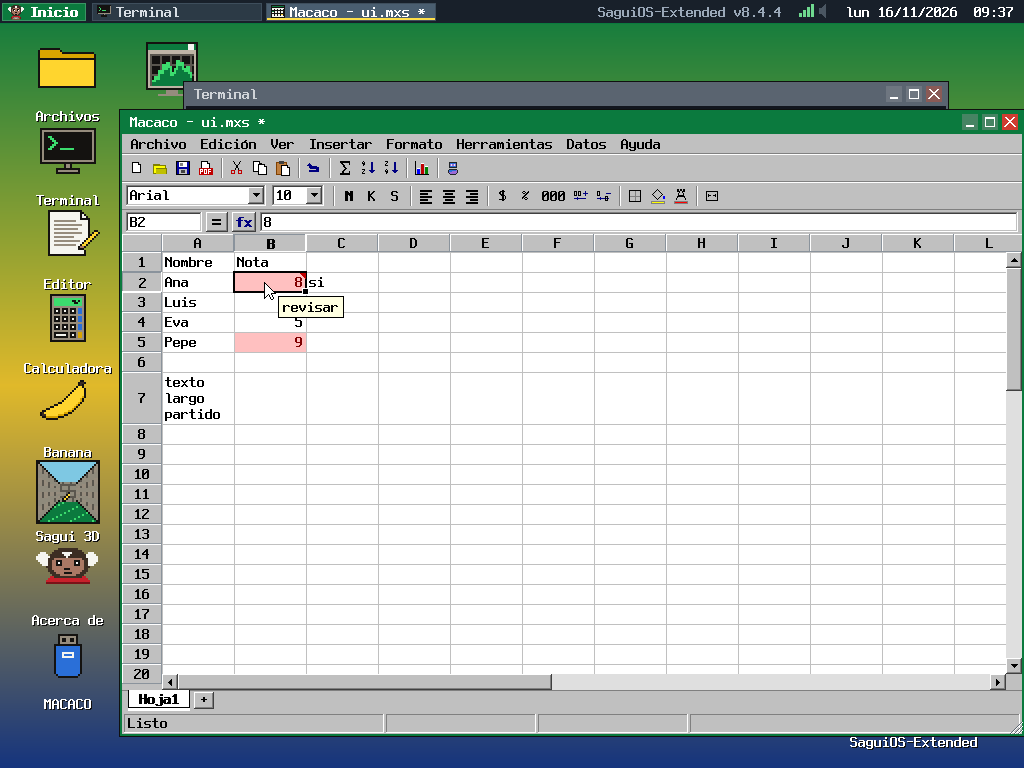 Inicio
Terminal
Macaco - ui.mxs *
SaguiOS-Extended v8.4.4
lun 16/11/2026
09:37
Archivos
Terminal
Editor
Calculadora
Banana
Sagui 3D
Acerca de
MACACO
Terminal
Macaco - ui.mxs *
Archivo Edición Ver Insertar Formato Herramientas Datos Ayuda
PDF
Arial 10 N K S $ % 000
B2 = fx 8
A B C D E F G H I J K L
1 Nombre Nota
2 Ana 8 si
revisar
3 Luis
4 Eva 5
5 Pepe 9
6
7 texto
largo
partido
8
9
10
11
12
13
14
15
16
17
18
19
20
Hoja1 +
Listo
SaguiOS-Extended